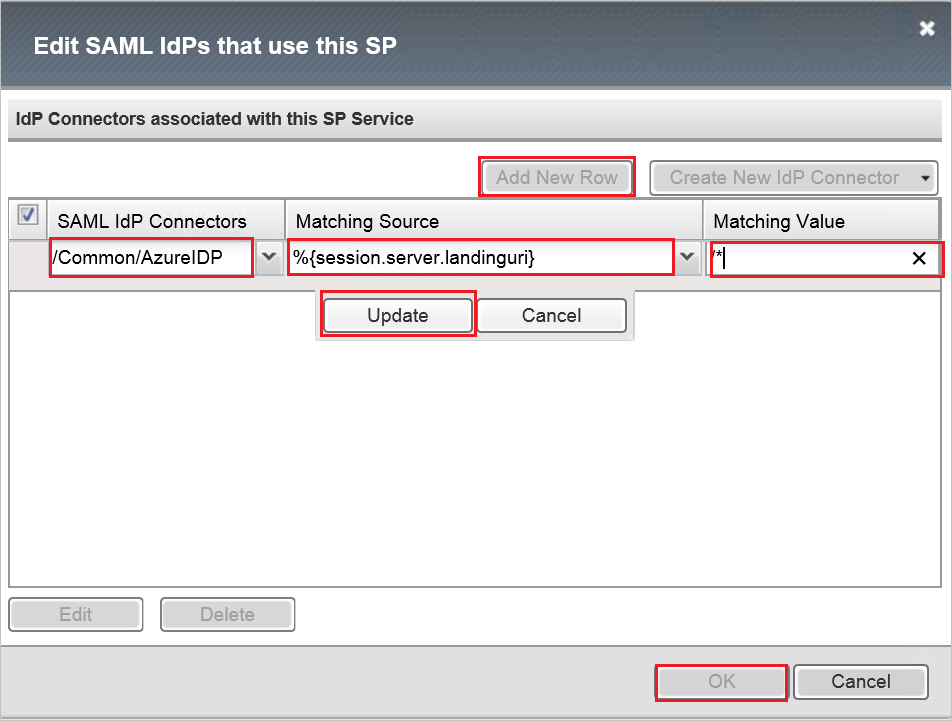 Edit SAML IdPs that use this SP
IdP Connectors associated with this SP Service
Add New Row Create New IdP Connector
SAML IdP Connectors Matching Source Matching Value
/Common/AzureIDP %{session.server.landinguri} /*
Update Cancel
Edit Delete
OK Cancel